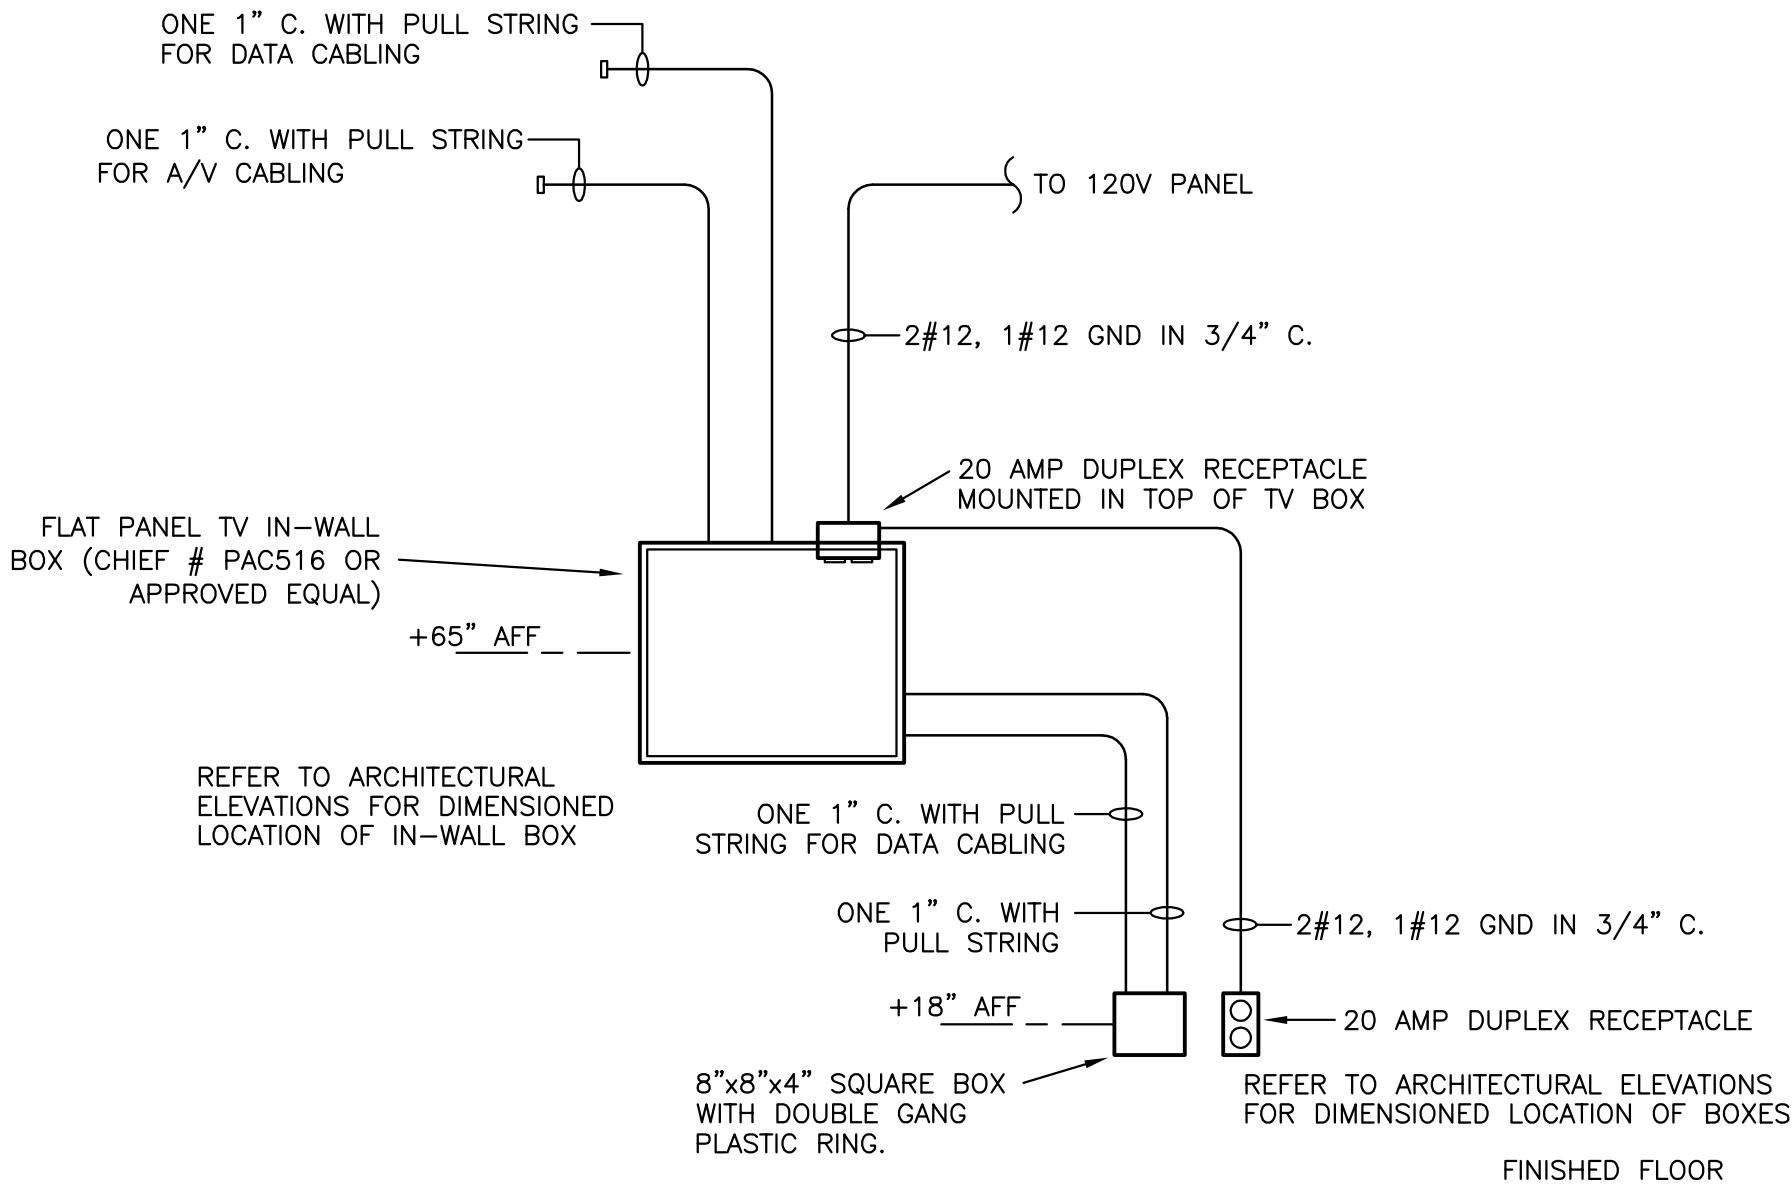 ONE 1” C. WITH PULL STRING
FOR DATA CABLING
ONE 1” C. WITH PULL STRING
FOR A/V CABLING
TO 120V PANEL
2#12, 1#12 GND IN 3/4” C.
20 AMP DUPLEX RECEPTACLE
MOUNTED IN TOP OF TV BOX
FLAT PANEL TV IN-WALL
BOX (CHIEF # PAC516 OR
APPROVED EQUAL)
+65” AFF
REFER TO ARCHITECTURAL
ELEVATIONS FOR DIMENSIONED
LOCATION OF IN-WALL BOX
ONE 1” C. WITH PULL
STRING FOR DATA CABLING
ONE 1” C. WITH
PULL STRING
2#12, 1#12 GND IN 3/4” C.
+18” AFF
20 AMP DUPLEX RECEPTACLE
8”x8”x4” SQUARE BOX
WITH DOUBLE GANG
PLASTIC RING.
REFER TO ARCHITECTURAL ELEVATIONS
FOR DIMENSIONED LOCATION OF BOXES
FINISHED FLOOR